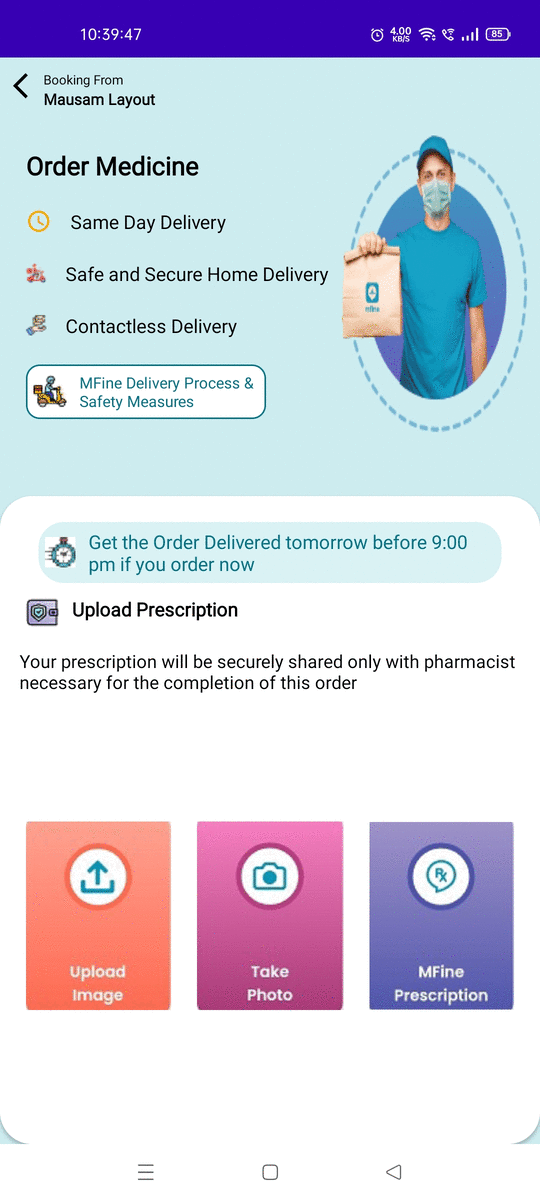 10:39:47
4.00
KB/S
85
Booking From
Mausam Layout
Order Medicine
Same Day Delivery
Safe and Secure Home Delivery
Contactless Delivery
MFine Delivery Process &
Safety Measures
mfine
Get the Order Delivered tomorrow before 9:00
pm if you order now
Upload Prescription
Your prescription will be securely shared only with pharmacist
necessary for the completion of this order
Rx
Upload
Image
Take
Photo
MFine
Prescription